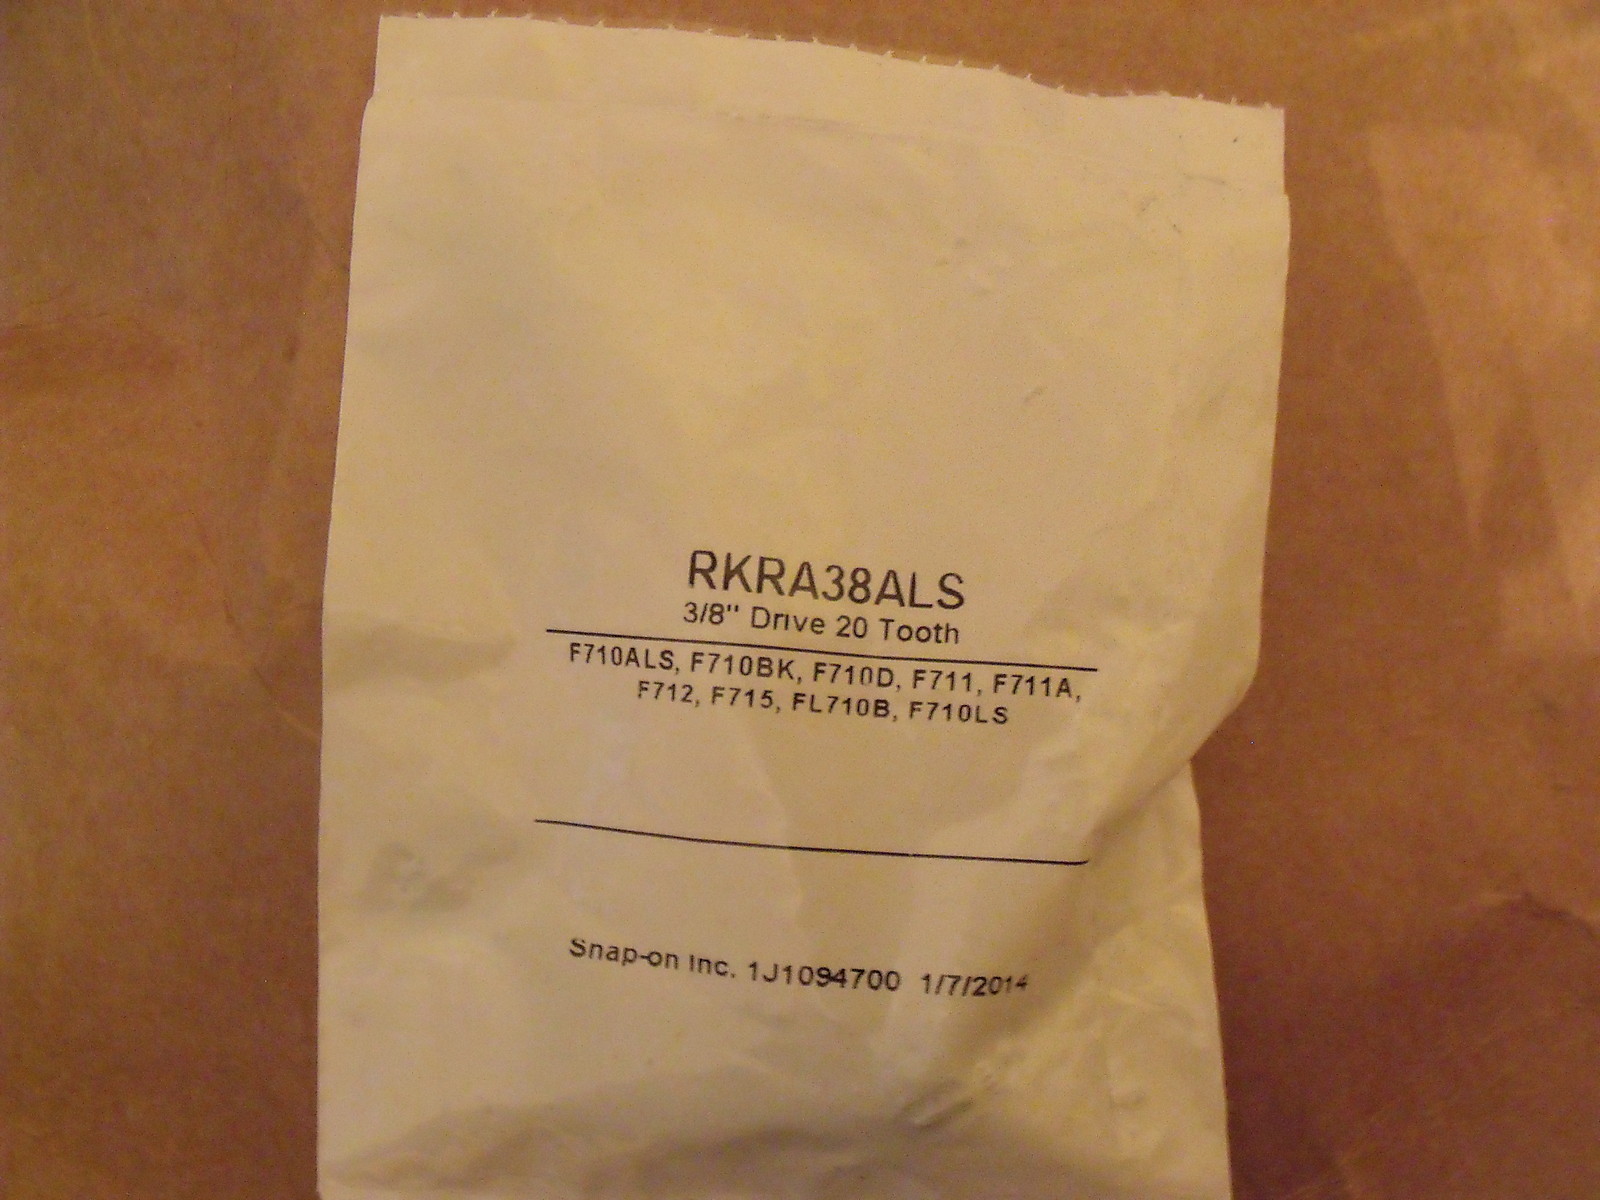 RKRA38ALS
3/8" Drive 20 Tooth
F710ALS, F710BK, F710D, F711, F711A,
F712, F715, FL710B, F710LS
Snap-on Inc. 1J1094700 1/7/2014